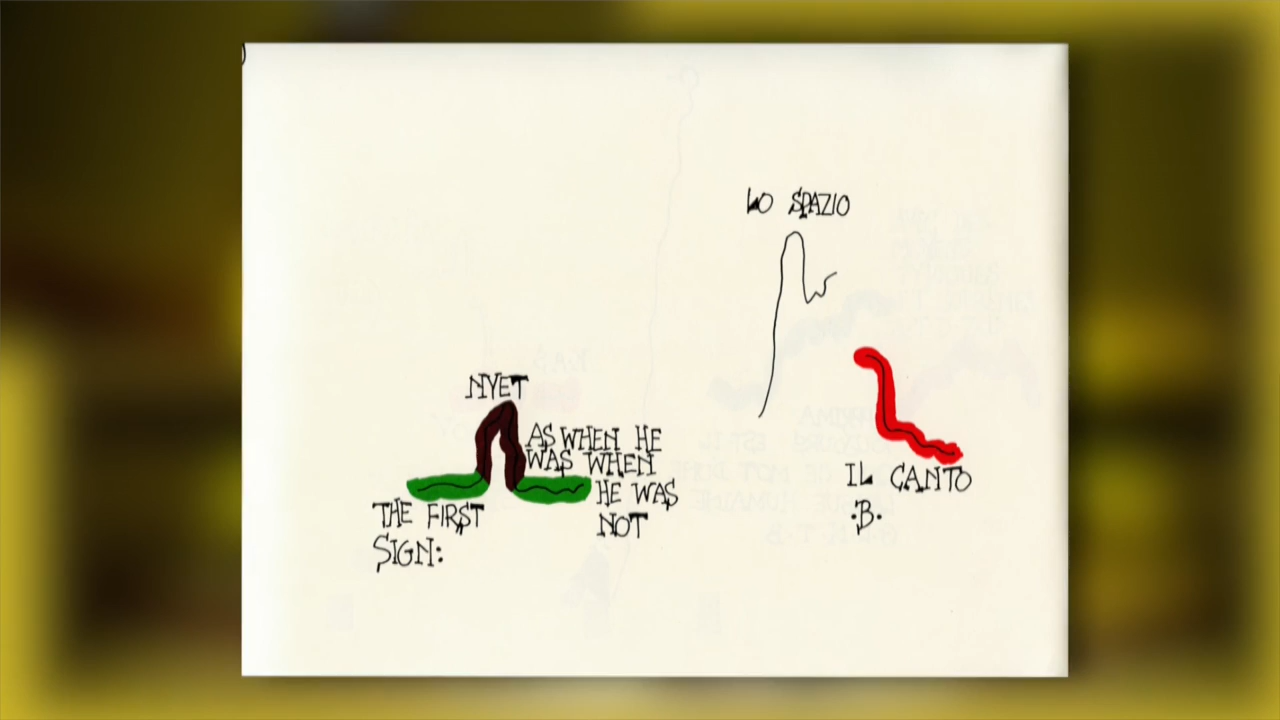 LO SPAZIO
NYET
AS WHEN HE
WAS WHEN
HE WAS
NOT
THE FIRST
SIGN:
IL CANTO
.B.